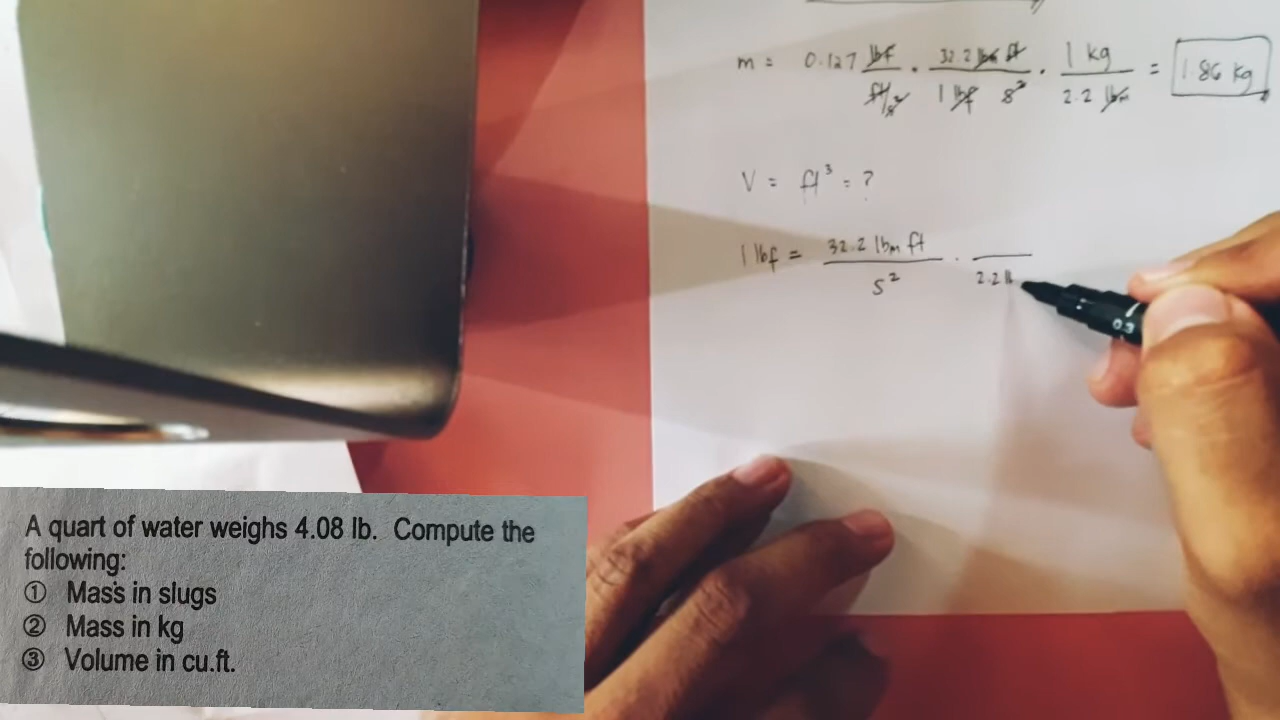 m = 0.127 lbf / ft/s² · 32.2 lbm ft / 1 lbf s² · 1 kg / 2.2 lbm = 1.86 kg
V = ft³ = ?
1 lbf = 32.2 lbm ft / s² · / 2.2 lb
0.3
A quart of water weighs 4.08 lb. Compute the
following:
① Mass in slugs
② Mass in kg
③ Volume in cu.ft.